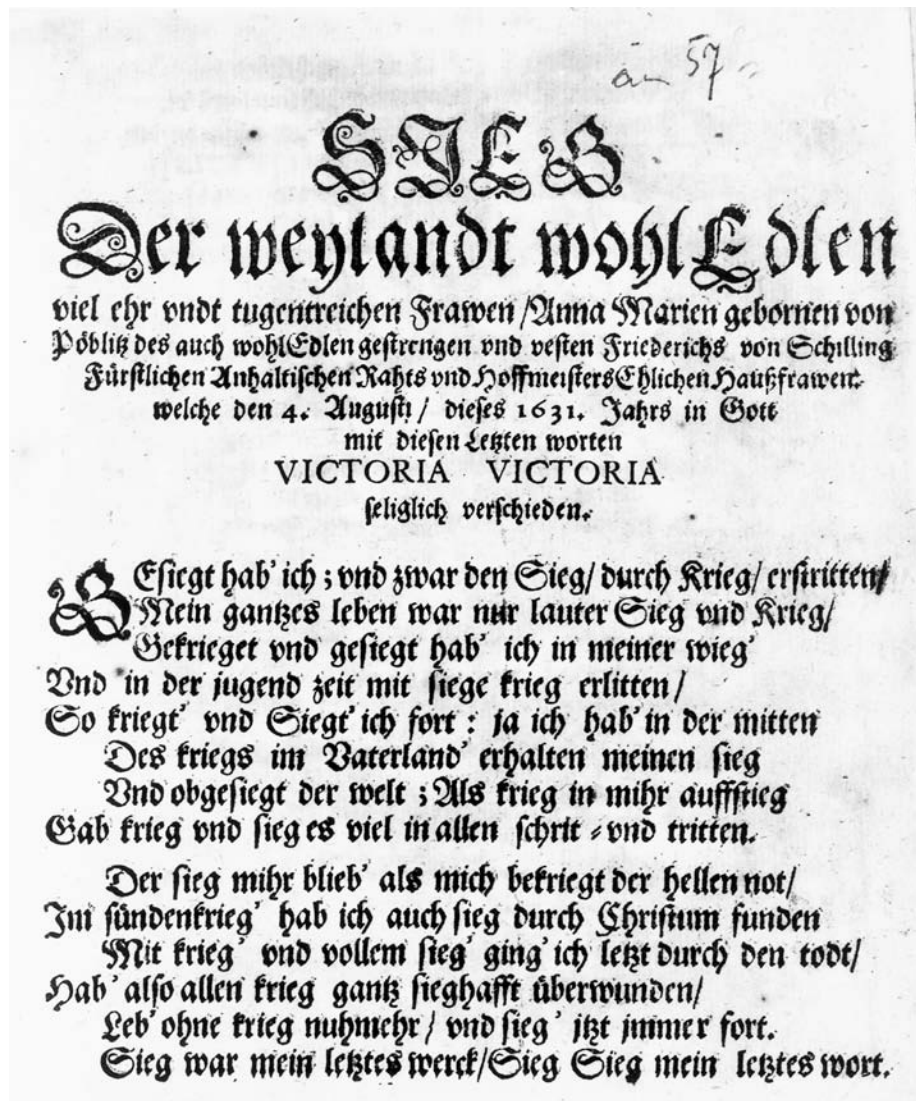 an 57
SIEG
Der weylandt wohlEdlen
viel ehr vndt tugentreichen Frawen /Anna Marien gebornen von
Pöblitz des auch wohlEdlen gestrengen vnd vesten Friederichs von Schilling
Fürstlichen Anhaltischen Rahts vnd Hoffmeisters Ehlichen Haußfrawen.
welche den 4. Augusti / dieses 1631. Jahrs in Gott
mit diesen Letzten worten
VICTORIA VICTORIA
seliglich verschieden.
BEsiegt hab' ich ; vnd zwar den Sieg/ durch Krieg/ erstritten/
Mein gantzes leben war nur lauter Sieg vnd Krieg/
Gekrieget vnd gesiegt hab' ich in meiner wieg'
Vnd in der jugend zeit mit siege krieg erlitten /
So kriegt' vnd Siegt' ich fort : ja ich hab' in der mitten
Des kriegs im Vaterland' erhalten meinen sieg
Vnd obgesiegt der welt ; Als krieg in mihr auffstieg
Gab krieg vnd sieg es viel in allen schrit ⸗ vnd tritten.
Der sieg mihr blieb' als mich bekriegt der hellen not/
Im sündenkrieg' hab ich auch sieg durch Christum funden
Mit krieg' vnd vollem sieg' ging' ich letzt durch den todt/
Hab' also allen krieg gantz sieghafft überwunden/
Leb' ohne krieg nuhmehr / vnd sieg' itzt jmmer fort.
Sieg war mein letztes werck/Sieg Sieg mein letztes wort.